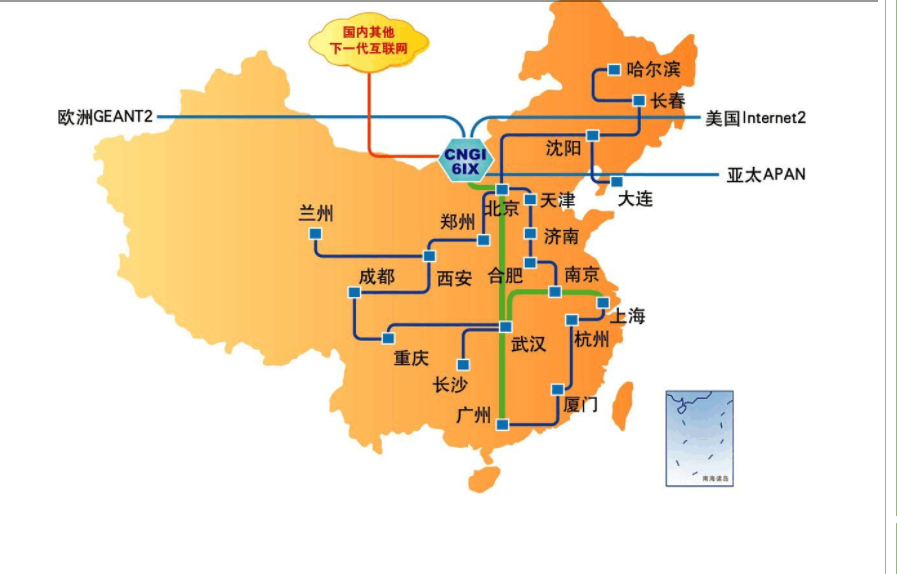 国内其他
下一代互联网
哈尔滨
长春
欧洲GEANT2
美国Internet2
沈阳
CNGI
6IX
亚太APAN
大连
北京
天津
兰州
郑州
济南
成都
西安
合肥
南京
上海
武汉
杭州
重庆
长沙
厦门
广州
南海诸岛